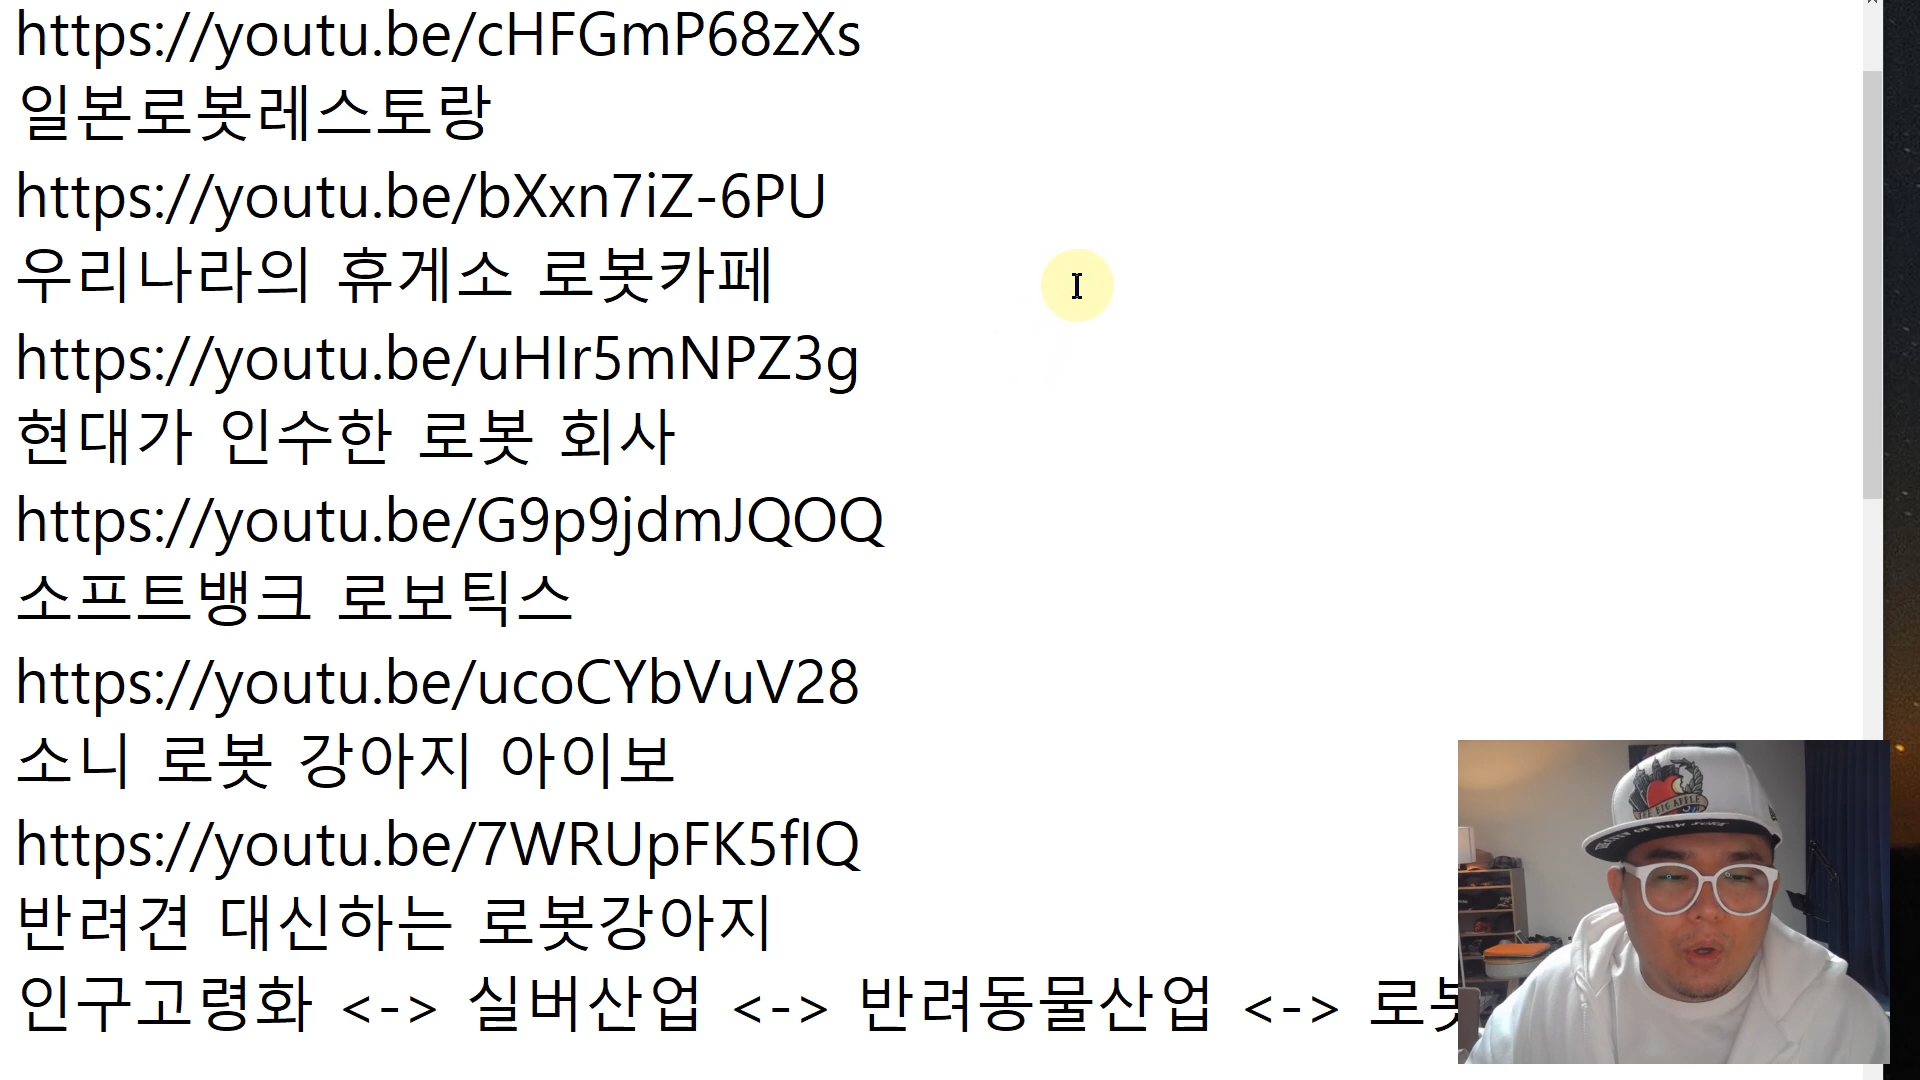 https://youtu.be/cHFGmP68zXs
일본로봇레스토랑
https://youtu.be/bXxn7iZ-6PU
우리나라의 휴게소 로봇카페
https://youtu.be/uHIr5mNPZ3g
현대가 인수한 로봇 회사
https://youtu.be/G9p9jdmJQOQ
소프트뱅크 로보틱스
https://youtu.be/ucoCYbVuV28
소니 로봇 강아지 아이보
https://youtu.be/7WRUpFK5fIQ
반려견 대신하는 로봇강아지
인구고령화 <-> 실버산업 <-> 반려동물산업 <-> 로봇
THE BIG APPLE